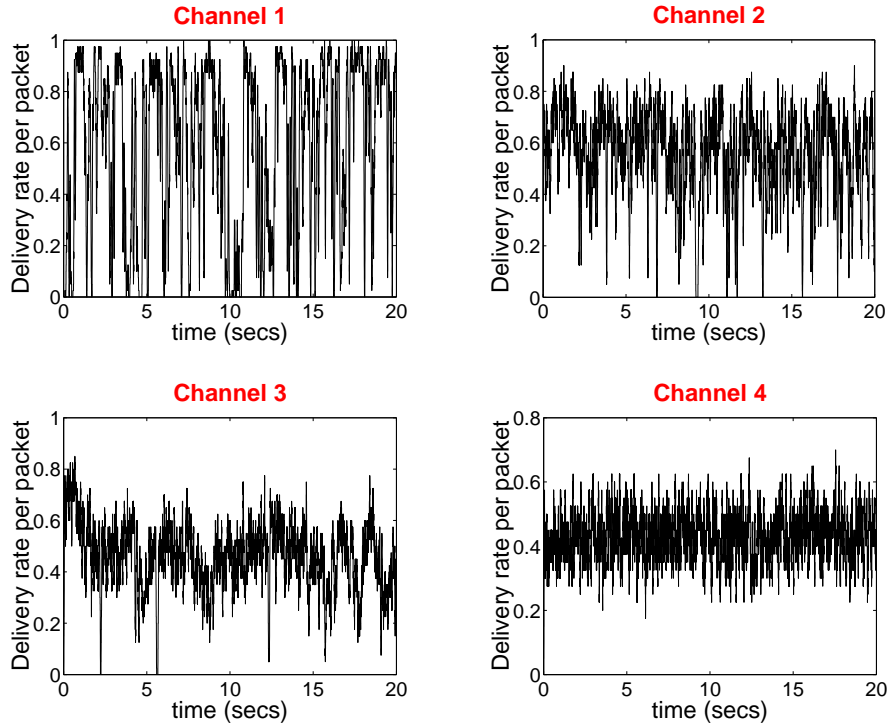 Channel 1
Delivery rate per packet
1
0.8
0.6
0.4
0.2
0
0 5 10 15 20
time (secs)
Channel 2
Delivery rate per packet
1
0.8
0.6
0.4
0.2
0
0 5 10 15 20
time (secs)
Channel 3
Delivery rate per packet
1
0.8
0.6
0.4
0.2
0
0 5 10 15 20
time (secs)
Channel 4
Delivery rate per packet
0.8
0.6
0.4
0.2
0
0 5 10 15 20
time (secs)